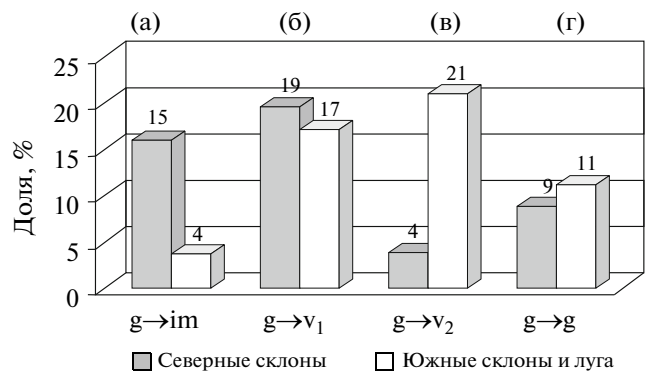 (а) (б) (в) (г)
Доля, %
25
20
15
10
5
0
15 4 19 17 4 21 9 11
g→im g→v₁ g→v₂ g→g
Северные склоны Южные склоны и луга